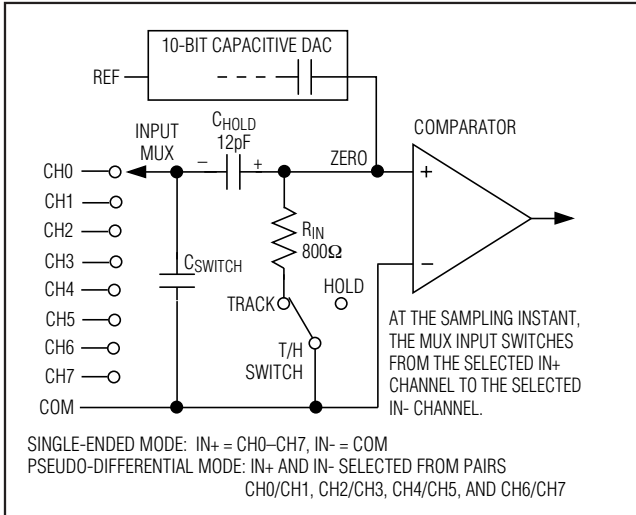 10-BIT CAPACITIVE DAC
REF
INPUT
MUX
CHOLD
12pF
ZERO
COMPARATOR
− +
+
−
CH0
CH1
CH2
CH3
CH4
CH5
CH6
CH7
COM
CSWITCH
RIN
800Ω
TRACK
HOLD
T/H
SWITCH
AT THE SAMPLING INSTANT,
THE MUX INPUT SWITCHES
FROM THE SELECTED IN+
CHANNEL TO THE SELECTED
IN- CHANNEL.
SINGLE-ENDED MODE: IN+ = CH0–CH7, IN- = COM
PSEUDO-DIFFERENTIAL MODE: IN+ AND IN- SELECTED FROM PAIRS
CH0/CH1, CH2/CH3, CH4/CH5, AND CH6/CH7